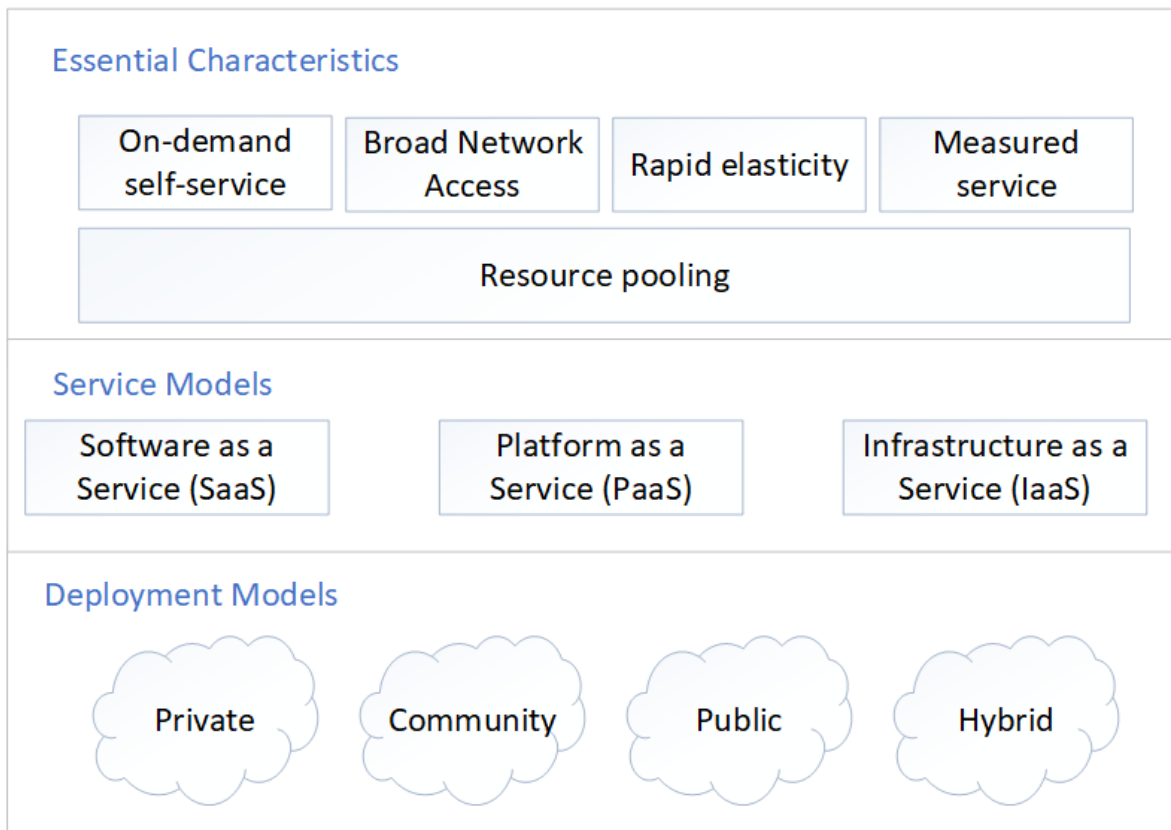 Essential Characteristics
On-demand
self-service
Broad Network
Access
Rapid elasticity
Measured
service
Resource pooling
Service Models
Software as a
Service (SaaS)
Platform as a
Service (PaaS)
Infrastructure as a
Service (IaaS)
Deployment Models
Private
Community
Public
Hybrid